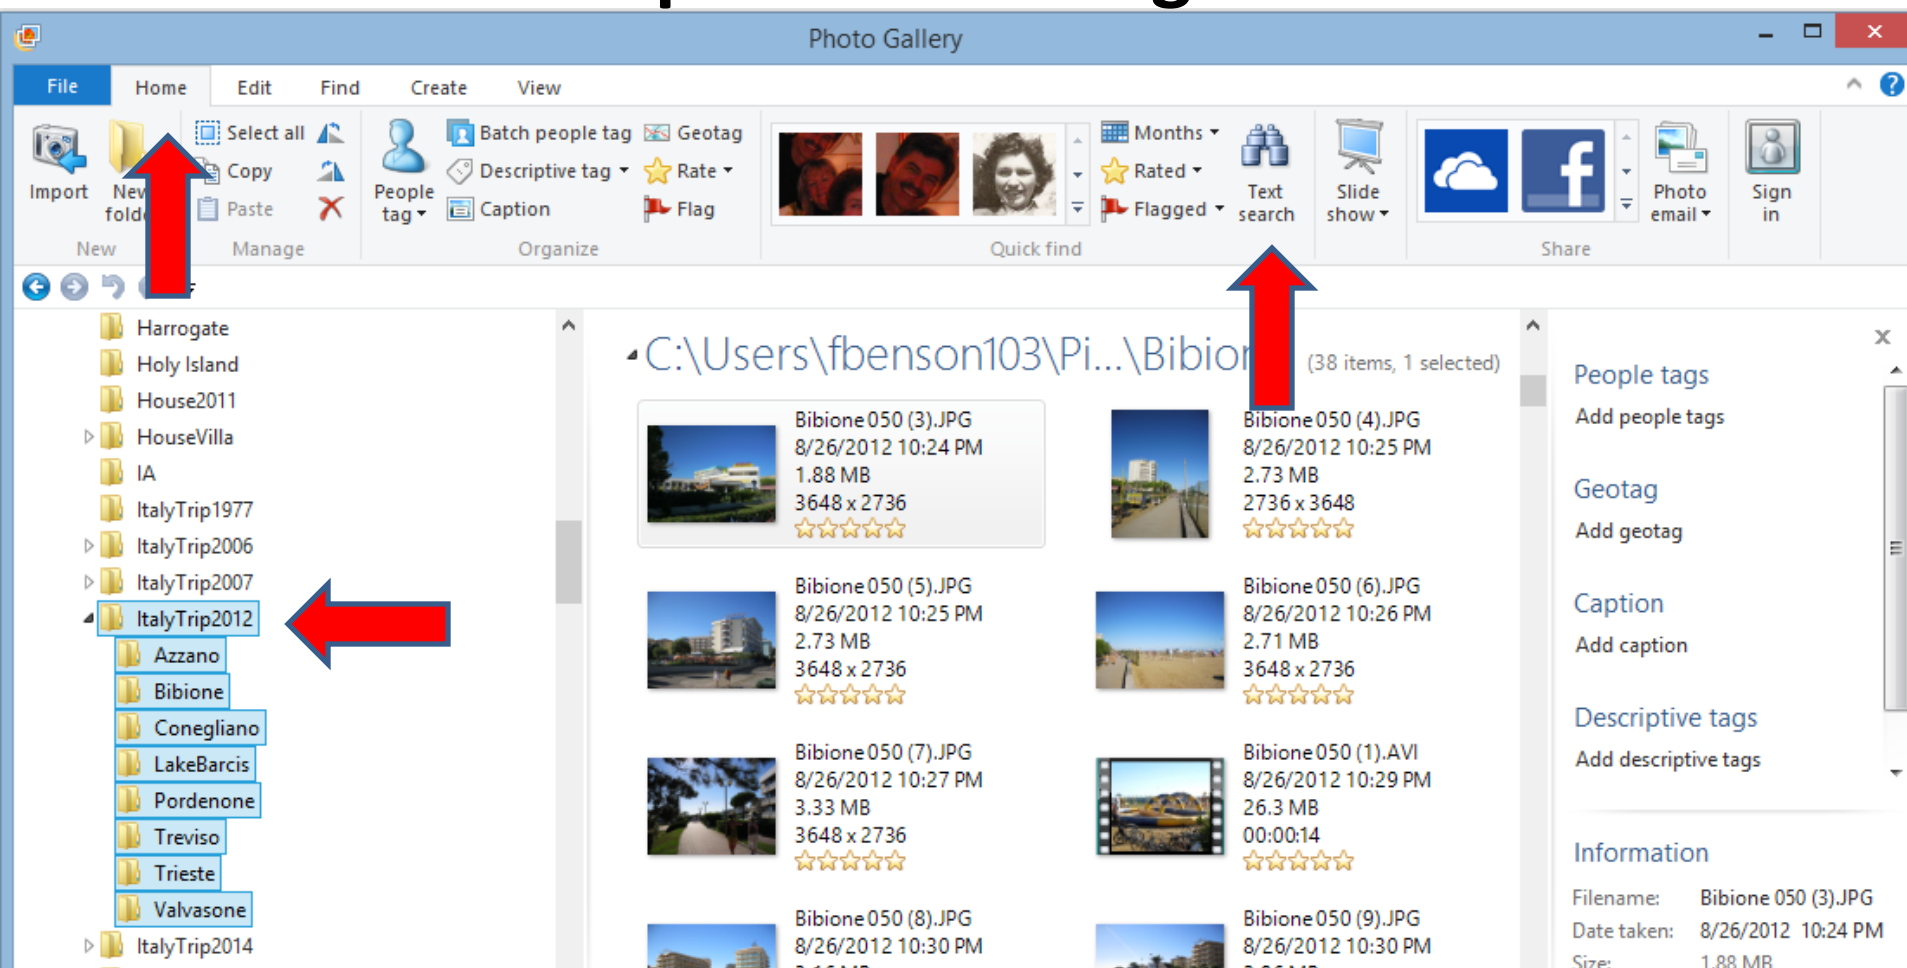 Photo Gallery
File Home Edit Find Create View
Import
New
Select all
Copy
Paste
People
tag
Batch people tag
Descriptive tag
Caption
Geotag
Rate
Flag
Months
Rated
Flagged
Text
search
Slide
show
f
Photo
email
Sign
in
New
Manage
Organize
Quick find
Share
Harrogate
Holy Island
House2011
HouseVilla
IA
ItalyTrip1977
ItalyTrip2006
ItalyTrip2007
ItalyTrip2012
Azzano
Bibione
Conegliano
LakeBarcis
Pordenone
Treviso
Trieste
Valvasone
ItalyTrip2014
C:\Users\fbenson103\Pi...\Bibio (38 items, 1 selected)
Bibione 050 (3).JPG
8/26/2012 10:24 PM
1.88 MB
3648 x 2736
Bibione 050 (4).JPG
8/26/2012 10:25 PM
2.73 MB
2736 x 3648
Bibione 050 (5).JPG
8/26/2012 10:25 PM
2.73 MB
3648 x 2736
Bibione 050 (6).JPG
8/26/2012 10:26 PM
2.71 MB
3648 x 2736
Bibione 050 (7).JPG
8/26/2012 10:27 PM
3.33 MB
3648 x 2736
Bibione 050 (1).AVI
8/26/2012 10:29 PM
26.3 MB
00:00:14
Bibione 050 (8).JPG
8/26/2012 10:30 PM
Bibione 050 (9).JPG
8/26/2012 10:30 PM
People tags
Add people tags
Geotag
Add geotag
Caption
Add caption
Descriptive tags
Add descriptive tags
Information
Filename: Bibione 050 (3).JPG
Date taken: 8/26/2012 10:24 PM
Size: 1.88 MB